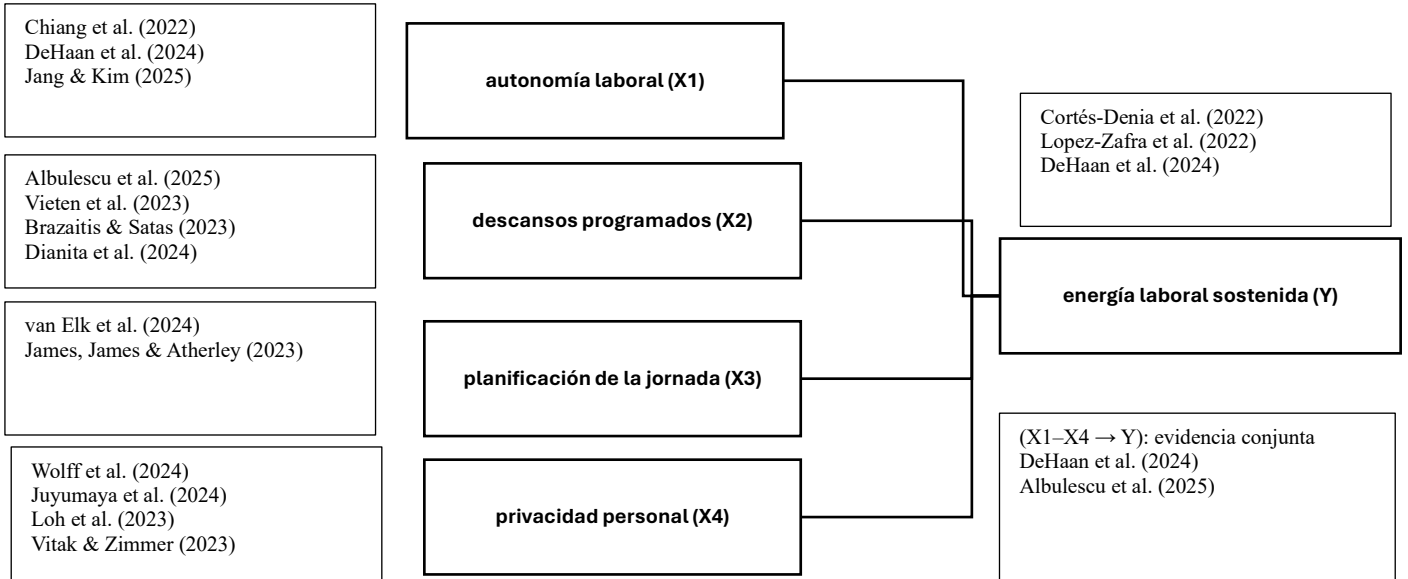 Chiang et al. (2022)
DeHaan et al. (2024)
Jang & Kim (2025)
autonomía laboral (X1)
Albulescu et al. (2025)
Vieten et al. (2023)
Brazaitis & Satas (2023)
Dianita et al. (2024)
descansos programados (X2)
van Elk et al. (2024)
James, James & Atherley (2023)
planificación de la jornada (X3)
Wolff et al. (2024)
Juyumaya et al. (2024)
Loh et al. (2023)
Vitak & Zimmer (2023)
privacidad personal (X4)
Cortés-Denia et al. (2022)
Lopez-Zafra et al. (2022)
DeHaan et al. (2024)
energía laboral sostenida (Y)
(X1–X4 → Y): evidencia conjunta
DeHaan et al. (2024)
Albulescu et al. (2025)